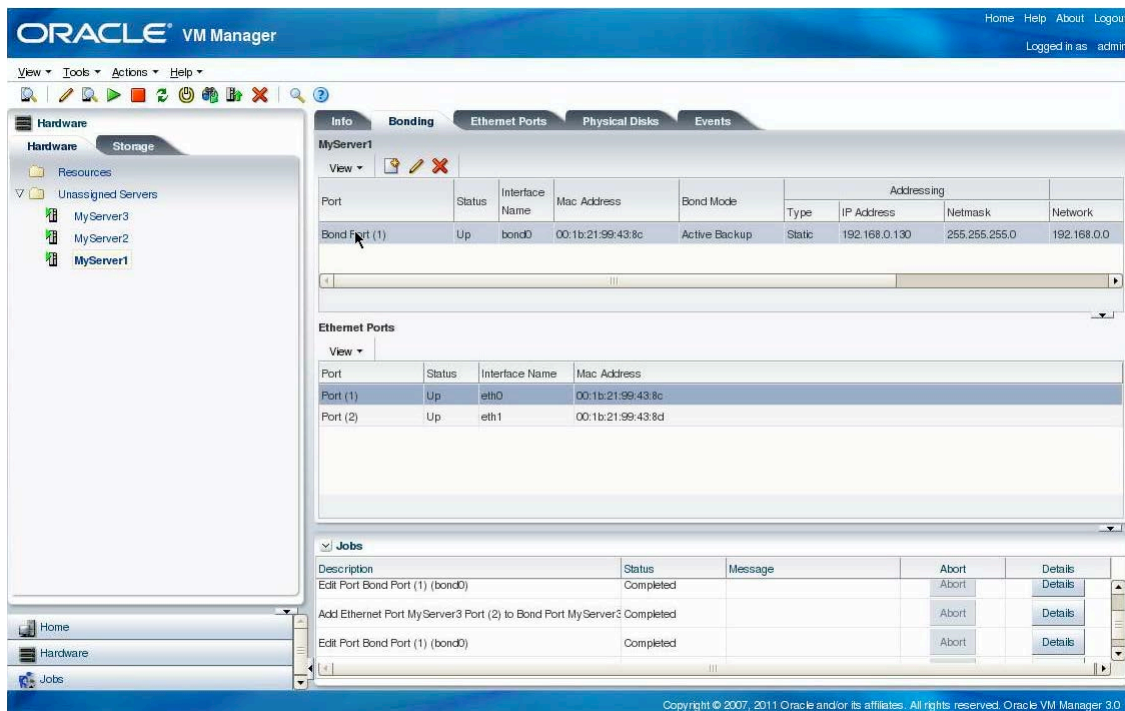 Home Help About Logou
ORACLE VM Manager
Logged in as admin
View Tools Actions Help
Hardware
Hardware Storage
Resources
Unassigned Servers
MyServer3
MyServer2
MyServer1
Info Bonding Ethernet Ports Physical Disks Events
MyServer1
View
Port Status Interface Name Mac Address Bond Mode Addressing
Type IP Address Netmask Network
Bond Port (1) Up bond0 00:1b:21:99:43:8c Active Backup Static 192.168.0.130 255.255.255.0 192.168.0.0
Ethernet Ports
View
Port Status Interface Name Mac Address
Port (1) Up eth0 00:1b:21:99:43:8c
Port (2) Up eth1 00:1b:21:99:43:8d
Jobs
Description Status Message Abort Details
Edit Port Bond Port (1) (bond0) Completed Abort Details
Add Ethernet Port MyServer3 Port (2) to Bond Port MyServer3 Completed Abort Details
Edit Port Bond Port (1) (bond0) Completed Abort Details
Home
Hardware
Jobs
Copyright © 2007, 2011 Oracle and/or its affiliates. All rights reserved. Oracle VM Manager 3.0